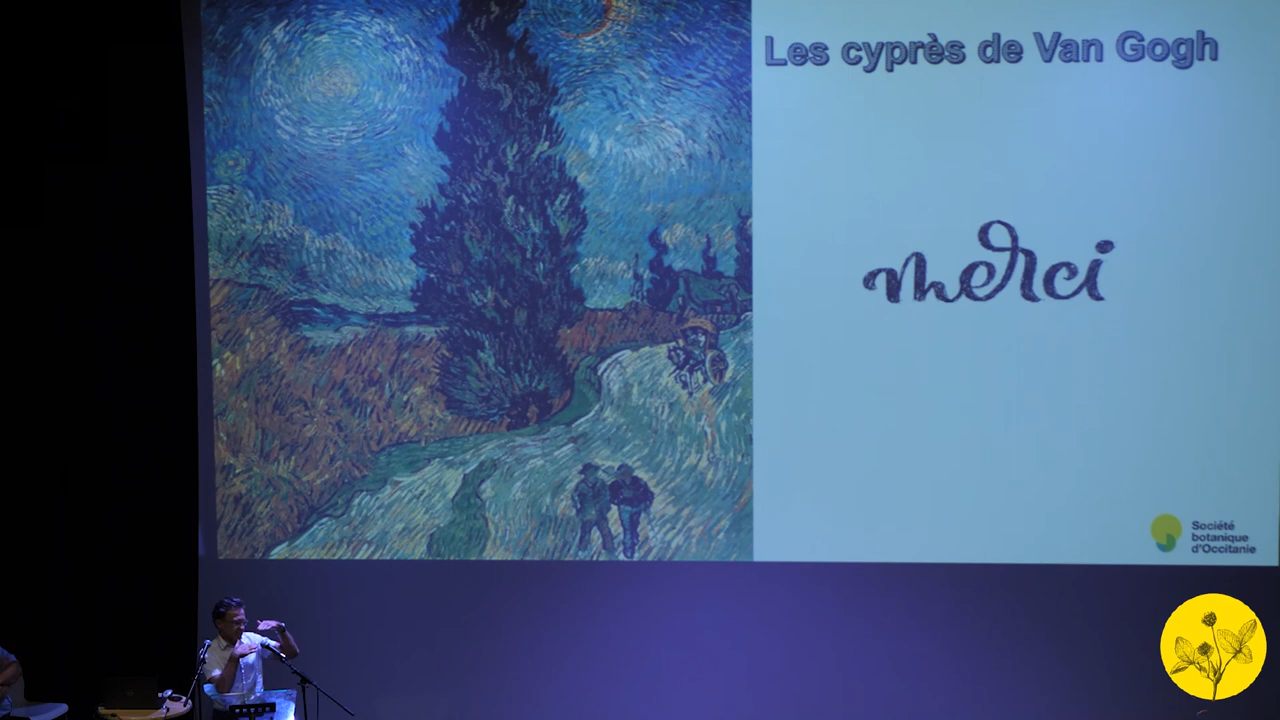 Les cyprès de Van Gogh
merci
Société
botanique
d'Occitanie